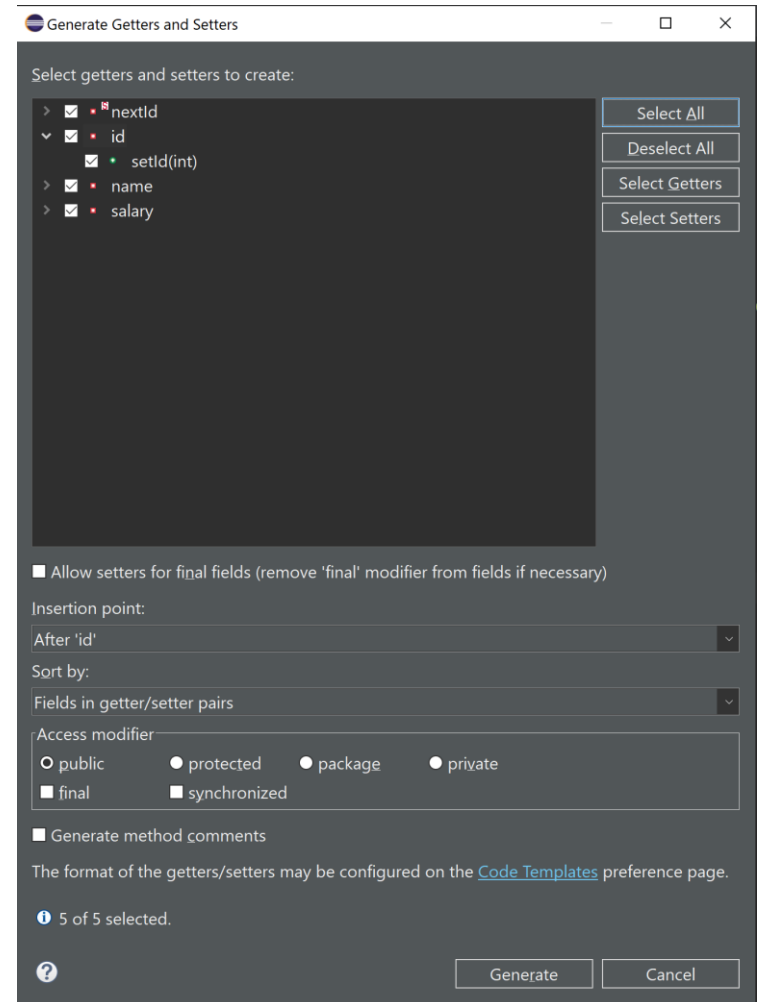 Generate Getters and Setters
Select getters and setters to create:
nextId
id
setId(int)
name
salary
Select All
Deselect All
Select Getters
Select Setters
Allow setters for final fields (remove 'final' modifier from fields if necessary)
Insertion point:
After 'id'
Sort by:
Fields in getter/setter pairs
Access modifier
public protected package private
final synchronized
Generate method comments
The format of the getters/setters may be configured on the Code Templates preference page.
5 of 5 selected.
Generate Cancel